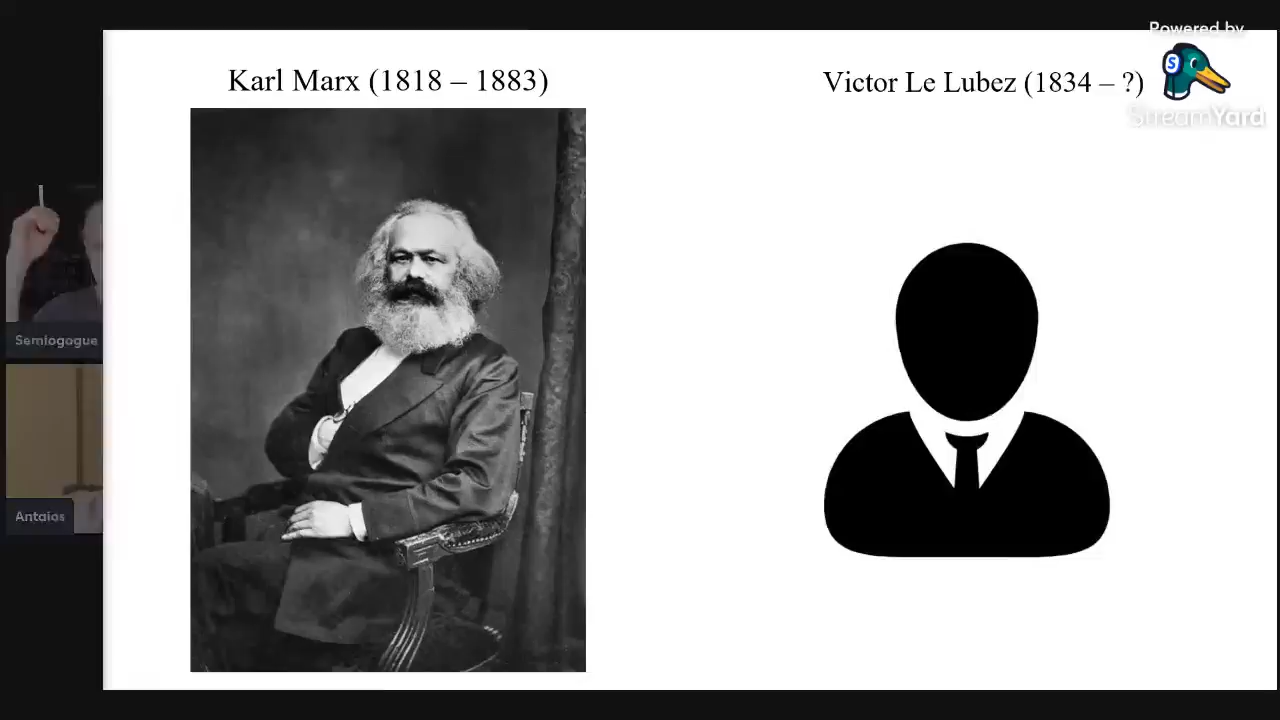 Powered by
Karl Marx (1818 – 1883)
Victor Le Lubez (1834 – ?)
S
StreamYard
Semiogogue
Antaios